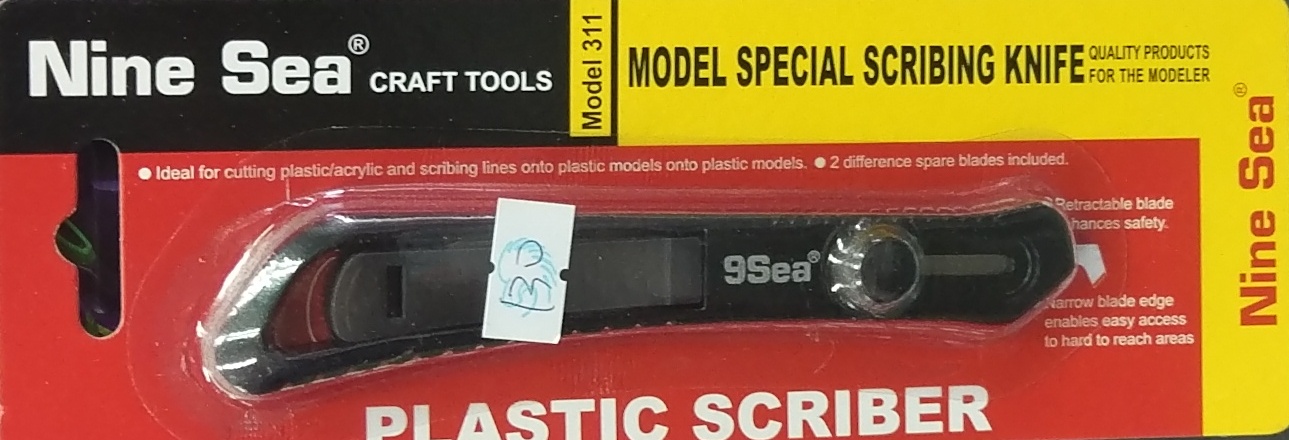 Nine Sea® CRAFT TOOLS
Model 311
MODEL SPECIAL SCRIBING KNIFE
QUALITY PRODUCTS
FOR THE MODELER
Nine Sea®
● Ideal for cutting plastic/acrylic and scribing lines onto plastic models onto plastic models. ● 2 difference spare blades included.
Retractable blade
hances safety.
9Sea®
Narrow blade edge
enables easy access
to hard to reach areas
PLASTIC SCRIBER